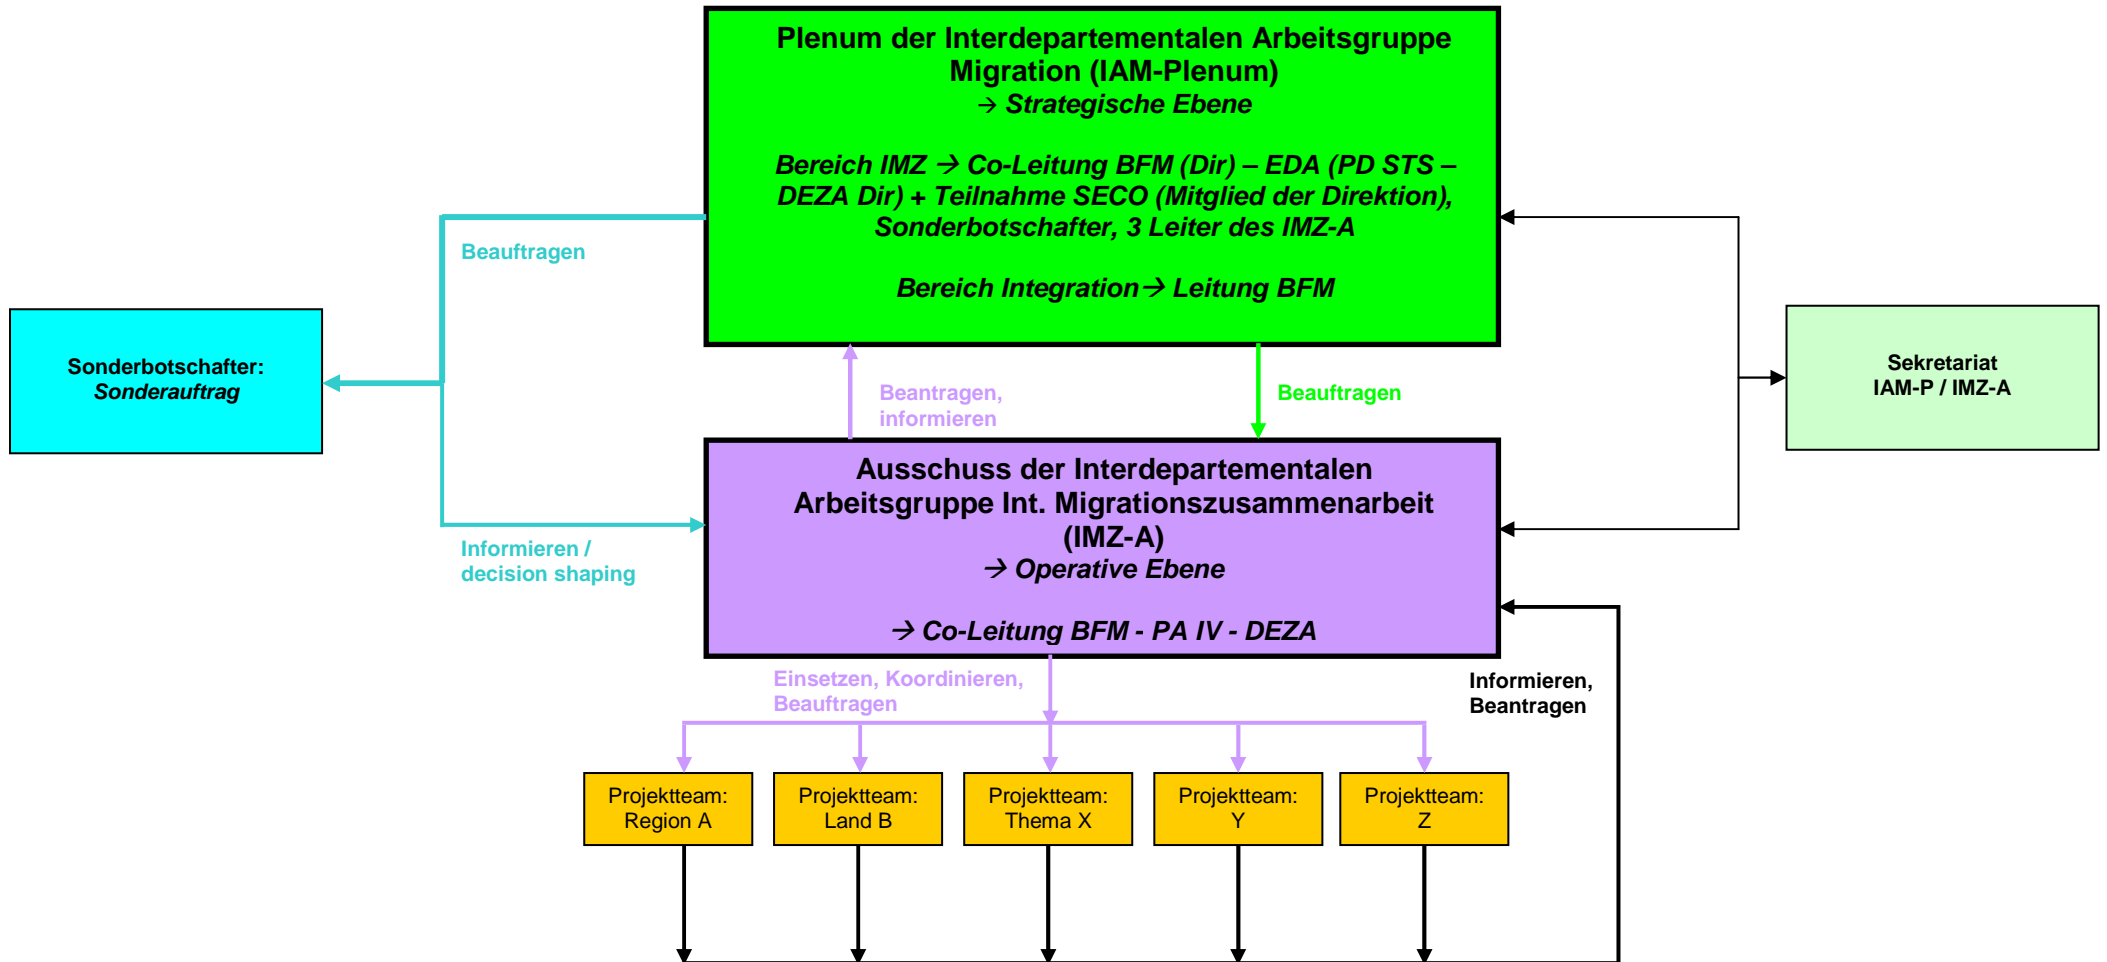 Plenum der Interdepartementalen Arbeitsgruppe
Migration (IAM-Plenum)
→ Strategische Ebene
Bereich IMZ → Co-Leitung BFM (Dir) – EDA (PD STS –
DEZA Dir) + Teilnahme SECO (Mitglied der Direktion),
Sonderbotschafter, 3 Leiter des IMZ-A
Bereich Integration→ Leitung BFM
Beauftragen
Sonderbotschafter:
Sonderauftrag
Sekretariat
IAM-P / IMZ-A
Beantragen,
informieren
Beauftragen
Ausschuss der Interdepartementalen
Arbeitsgruppe Int. Migrationszusammenarbeit
(IMZ-A)
→ Operative Ebene
→ Co-Leitung BFM - PA IV - DEZA
Informieren /
decision shaping
Einsetzen, Koordinieren,
Beauftragen
Informieren,
Beantragen
Projektteam:
Region A
Projektteam:
Land B
Projektteam:
Thema X
Projektteam:
Y
Projektteam:
Z